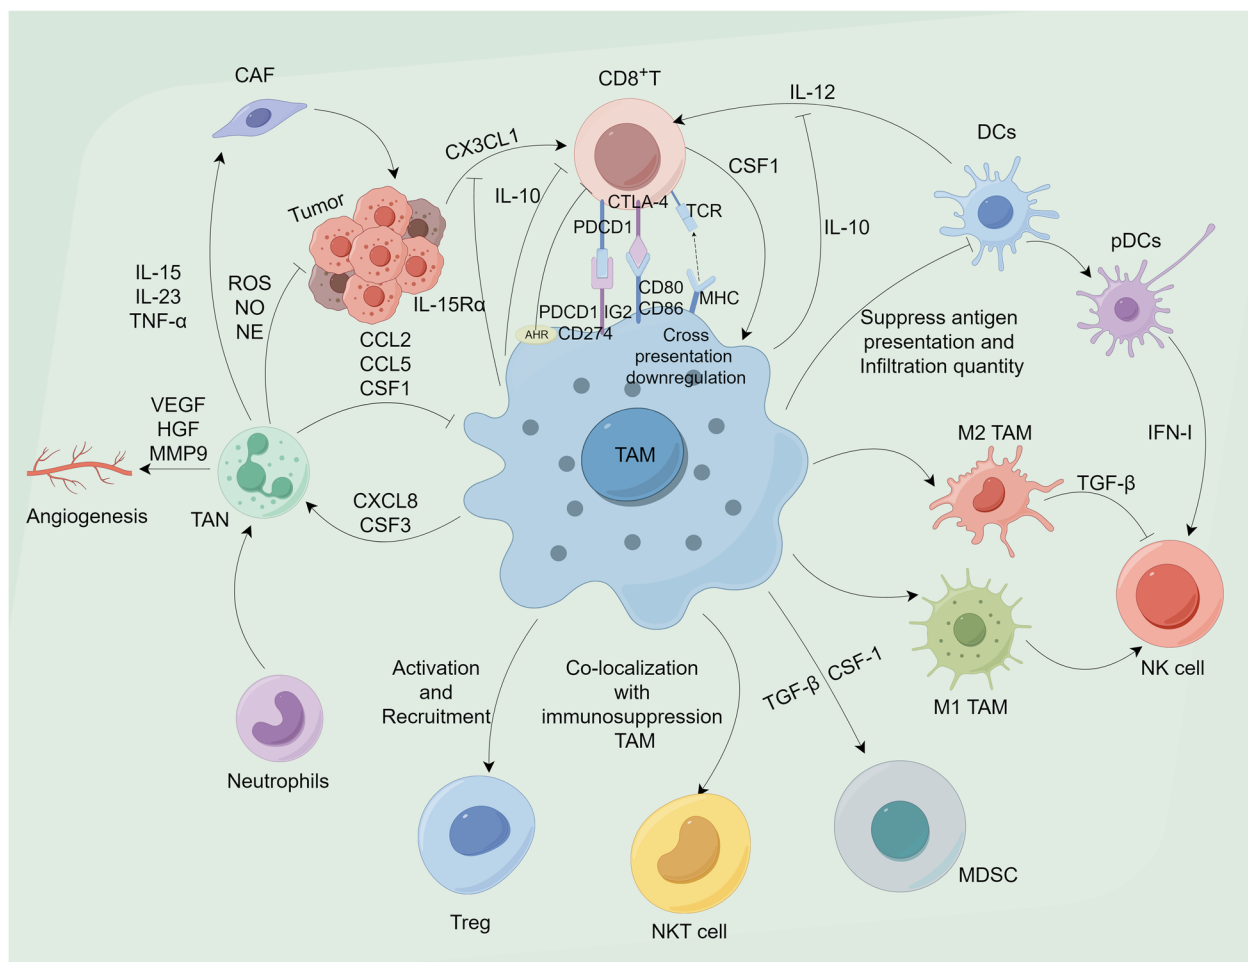 CAF
CD8⁺T
IL-12
DCs
CX3CL1
CSF1
Tumor
IL-10
CTLA-4
TCR
PDCD1
IL-10
pDCs
IL-15
IL-23
TNF-α
ROS
NO
NE
IL-15Rα
CD80
CD86
MHC
PDCD1 IG2
CD274
AHR
CCL2
CCL5
CSF1
Cross
presentation
downregulation
Suppress antigen
presentation and
Infiltration quantity
VEGF
HGF
MMP9
M2 TAM
IFN-I
TAM
TGF-β
Angiogenesis
TAN
CXCL8
CSF3
Activation
and
Recruitment
Co-localization
with
immunosuppression
TAM
TGF-β CSF-1
M1 TAM
NK cell
Neutrophils
Treg
NKT cell
MDSC